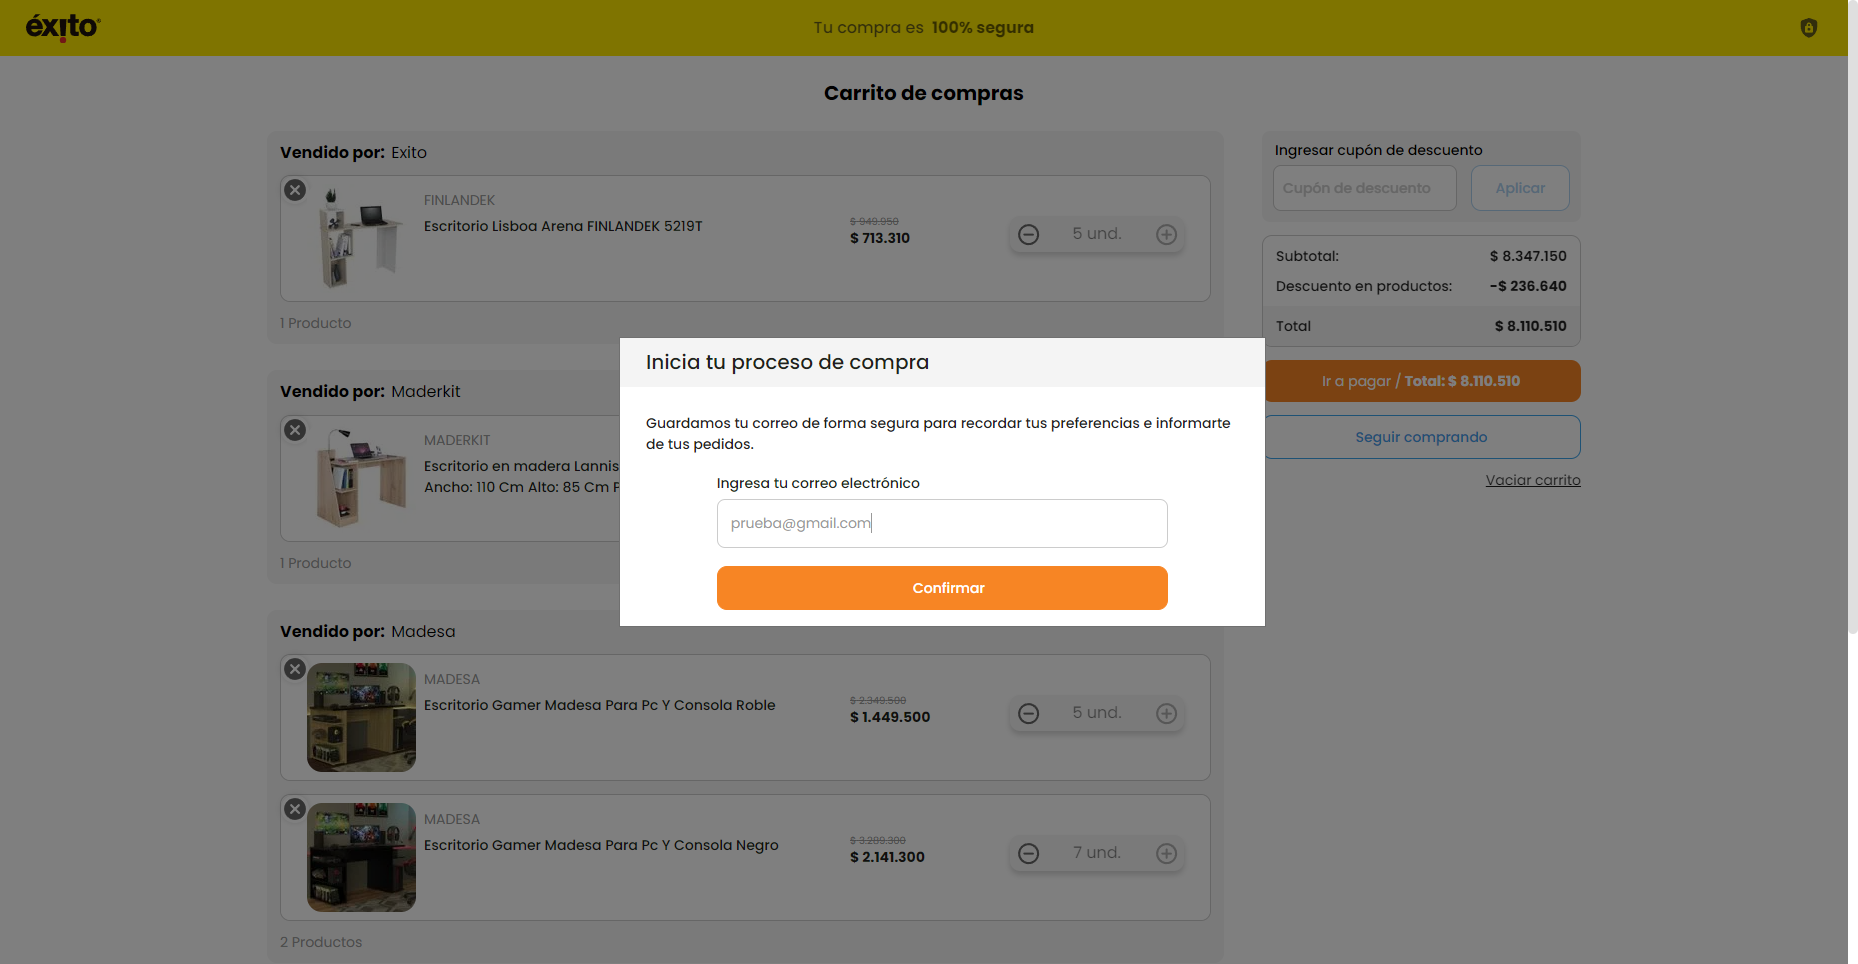 éxito
Tu compra es 100% segura
Carrito de compras
Vendido por: Exito
FINLANDEK
Escritorio Lisboa Arena FINLANDEK 5219T
$ 949.950
$ 713.310
5 und.
1 Producto
Vendido por: Maderkit
MADERKIT
Escritorio en madera Lannis
Ancho: 110 Cm Alto: 85 Cm P
1 Producto
Vendido por: Madesa
MADESA
Escritorio Gamer Madesa Para Pc Y Consola Roble
$ 2.349.500
$ 1.449.500
5 und.
MADESA
Escritorio Gamer Madesa Para Pc Y Consola Negro
$ 3.289.300
$ 2.141.300
7 und.
2 Productos
Ingresar cupón de descuento
Cupón de descuento
Aplicar
Subtotal: $ 8.347.150
Descuento en productos: -$ 236.640
Total $ 8.110.510
Ir a pagar / Total: $ 8.110.510
Seguir comprando
Vaciar carrito
Inicia tu proceso de compra
Guardamos tu correo de forma segura para recordar tus preferencias e informarte
de tus pedidos.
Ingresa tu correo electrónico
prueba@gmail.com
Confirmar